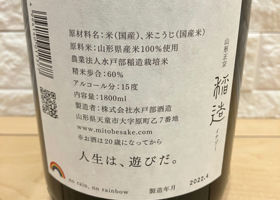 原材料名：米(国産)、米こうじ(国産米)
原料米：山形県産米100%使用
農業法人水戸部稲造栽培米
精米歩合：60%
アルコール分：15度
内容量：1800ml
製造者：株式会社水戸部酒造
山形県天童市大字原町乙7番地
www.mitobesake.com
※お酒は20歳になってから
人生は、遊びだ。
no rain, no rainbow
製造年月 2022.4
山形正宗
稲造
イナゾー